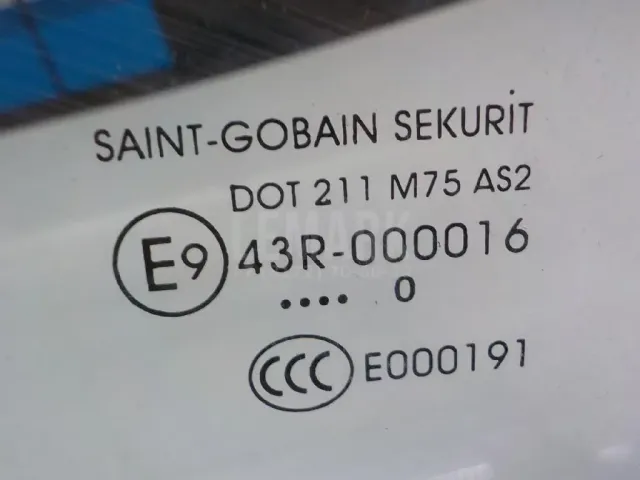 SAINT-GOBAIN SEKURIT
DOT 211 M75 AS2
E9 43R-000016
.... 0
CCC E000191